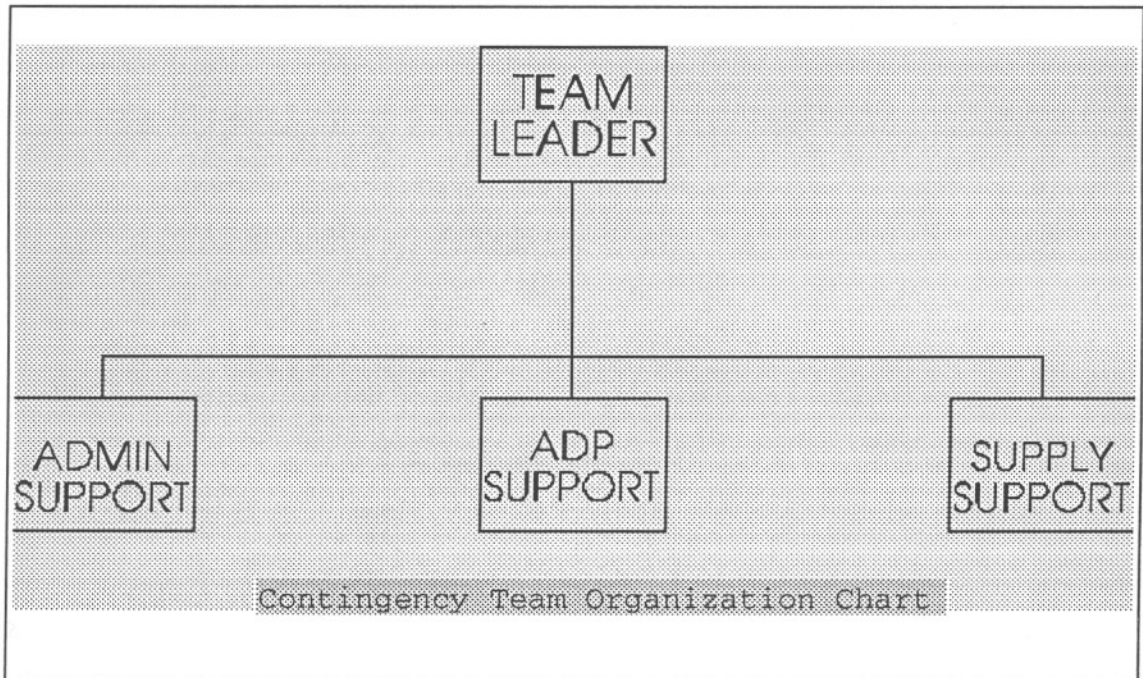 TEAM
LEADER
ADMIN
SUPPORT
ADP
SUPPORT
SUPPLY
SUPPORT
Contingency Team Organization Chart